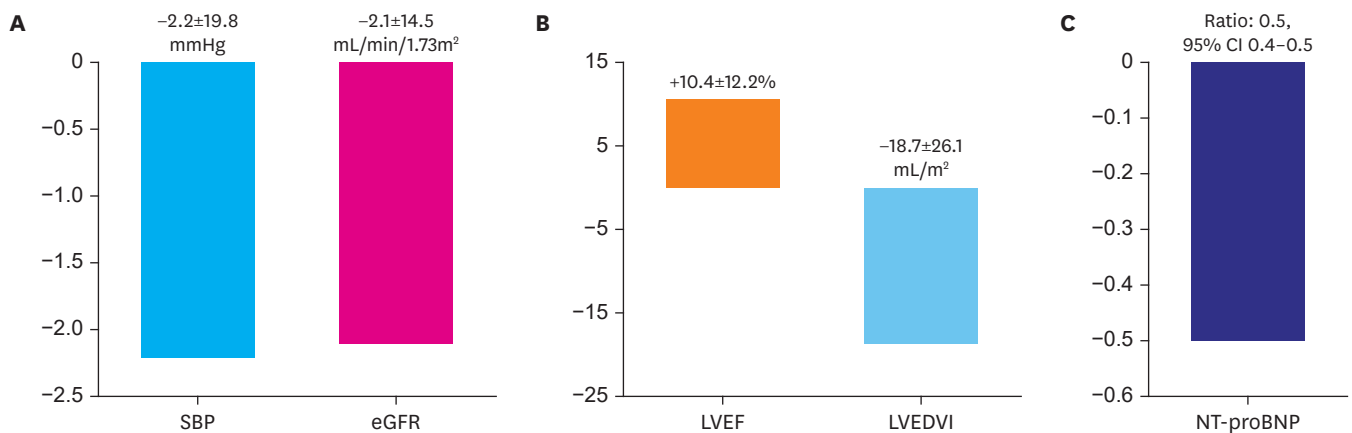 A
−2.2±19.8
mmHg
−2.1±14.5
mL/min/1.73m²
0
−0.5
−1.0
−1.5
−2.0
−2.5
SBP
eGFR
B
15
5
−5
−15
−25
+10.4±12.2%
−18.7±26.1
mL/m²
LVEF
LVEDVI
C
Ratio: 0.5,
95% CI 0.4–0.5
0
−0.1
−0.2
−0.3
−0.4
−0.5
−0.6
NT-proBNP